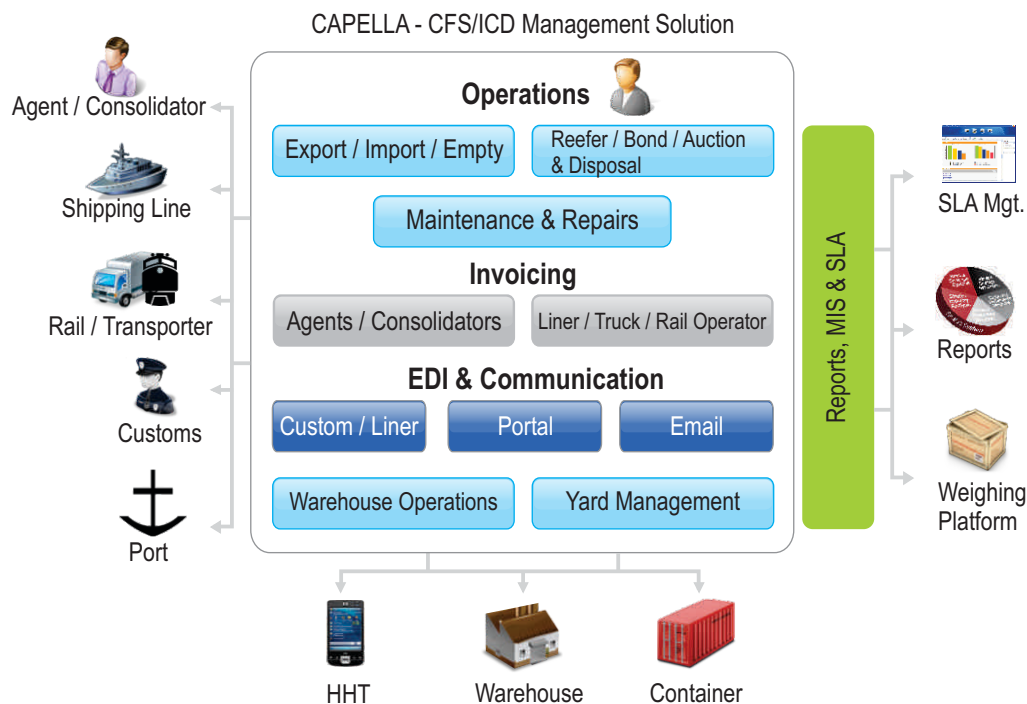 CAPELLA - CFS/ICD Management Solution
Agent / Consolidator
Shipping Line
Rail / Transporter
Customs
Port
Operations
Export / Import / Empty
Reefer / Bond / Auction
& Disposal
Maintenance & Repairs
Invoicing
Agents / Consolidators
Liner / Truck / Rail Operator
EDI & Communication
Custom / Liner
Portal
Email
Warehouse Operations
Yard Management
Reports, MIS & SLA
SLA Mgt.
Reports
Weighing
Platform
HHT
Warehouse
Container